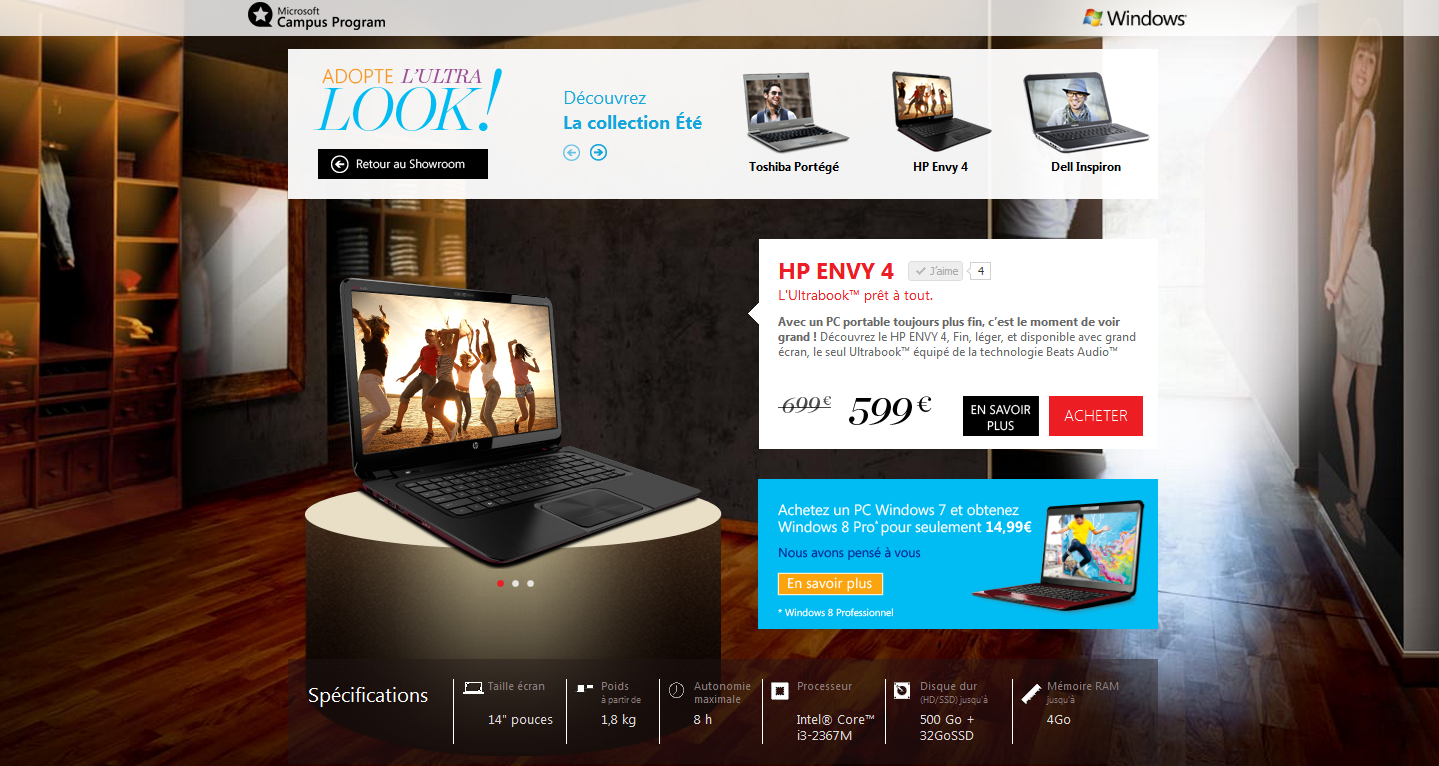 Microsoft
Campus Program
Windows
ADOPTE L'ULTRA
LOOK!
Retour au Showroom
Découvrez
La collection Été
Toshiba Portégé
HP Envy 4
Dell Inspiron
HP ENVY 4
J'aime
4
L'Ultrabook™ prêt à tout.
Avec un PC portable toujours plus fin, c’est le moment de voir
grand ! Découvrez le HP ENVY 4, Fin, léger, et disponible avec grand
écran, le seul Ultrabook™ équipé de la technologie Beats Audio™
699 €
599 €
EN SAVOIR
PLUS
ACHETER
Achetez un PC Windows 7 et obtenez
Windows 8 Pro* pour seulement 14,99€
Nous avons pensé à vous
En savoir plus
* Windows 8 Professionnel
Spécifications
Taille écran
14" pouces
Poids
à partir de
1,8 kg
Autonomie
maximale
8 h
Processeur
Intel® Core™
i3-2367M
Disque dur
(HD/SSD) jusqu'à
500 Go +
32GoSSD
Mémoire RAM
jusqu'à
4Go